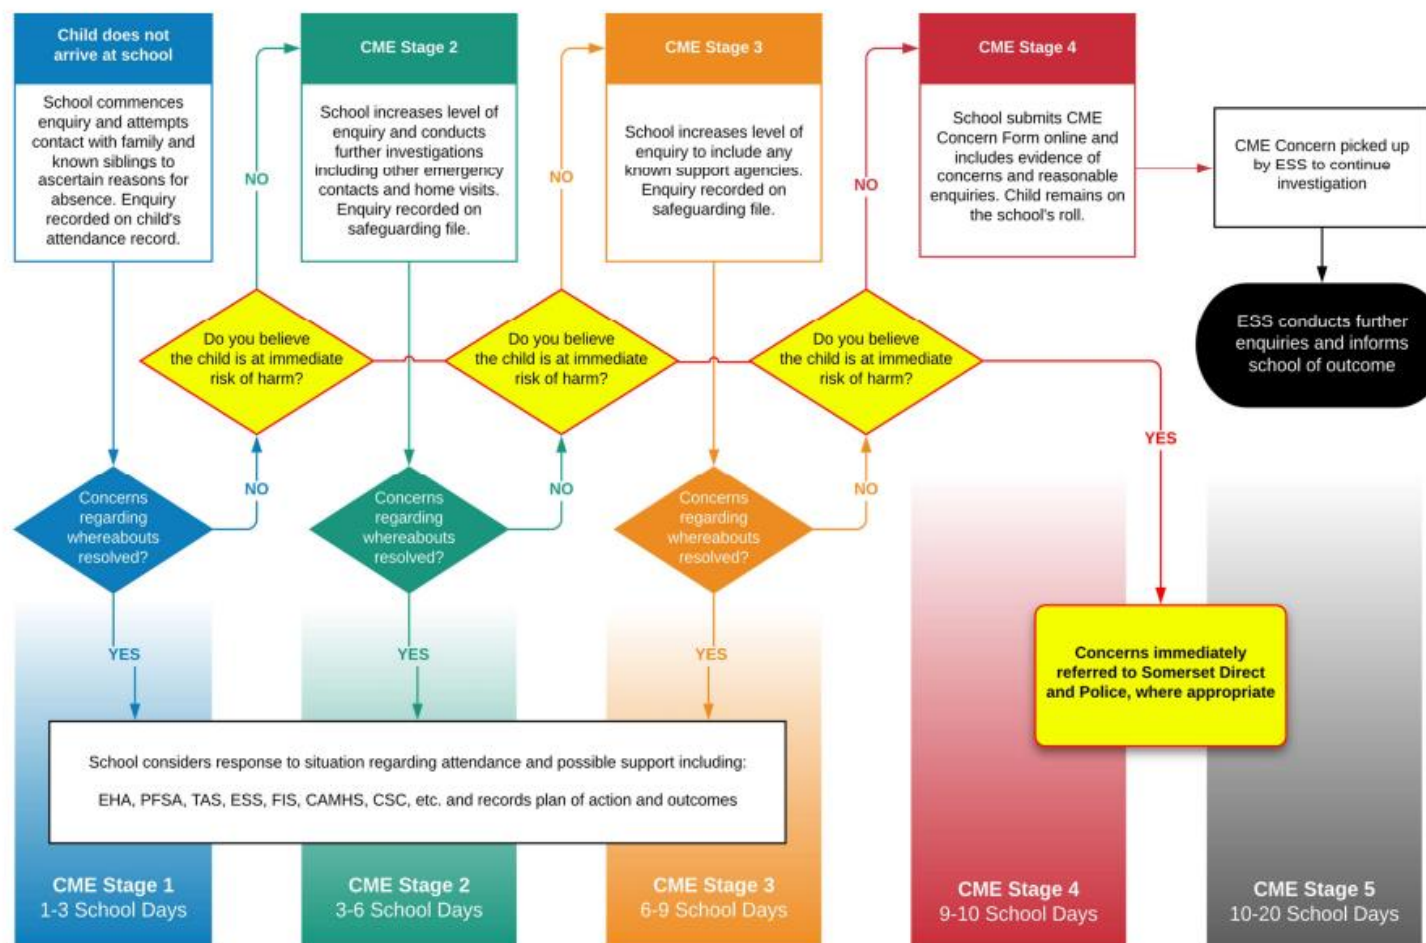 Child does not
arrive at school
School commences
enquiry and attempts
contact with family and
known siblings to
ascertain reasons for
absence. Enquiry
recorded on child's
attendance record.
NO
CME Stage 2
School increases level of
enquiry and conducts
further investigations
including other emergency
contacts and home visits.
Enquiry recorded on
safeguarding file.
NO
CME Stage 3
School increases level of
enquiry to include any
known support agencies.
Enquiry recorded on
safeguarding file.
NO
CME Stage 4
School submits CME
Concern Form online and
includes evidence of
concerns and reasonable
enquiries. Child remains on
the school's roll.
CME Concern picked up
by ESS to continue
investigation
ESS conducts further
enquiries and informs
school of outcome
Do you believe
the child is at immediate
risk of harm?
Do you believe
the child is at immediate
risk of harm?
Do you believe
the child is at immediate
risk of harm?
YES
Concerns
regarding
whereabouts
resolved?
NO
Concerns
regarding
whereabouts
resolved?
NO
Concerns
regarding
whereabouts
resolved?
NO
YES
YES
YES
Concerns immediately
referred to Somerset Direct
and Police, where appropriate
School considers response to situation regarding attendance and possible support including:
EHA, PFSA, TAS, ESS, FIS, CAMHS, CSC, etc. and records plan of action and outcomes
CME Stage 1
1-3 School Days
CME Stage 2
3-6 School Days
CME Stage 3
6-9 School Days
CME Stage 4
9-10 School Days
CME Stage 5
10-20 School Days